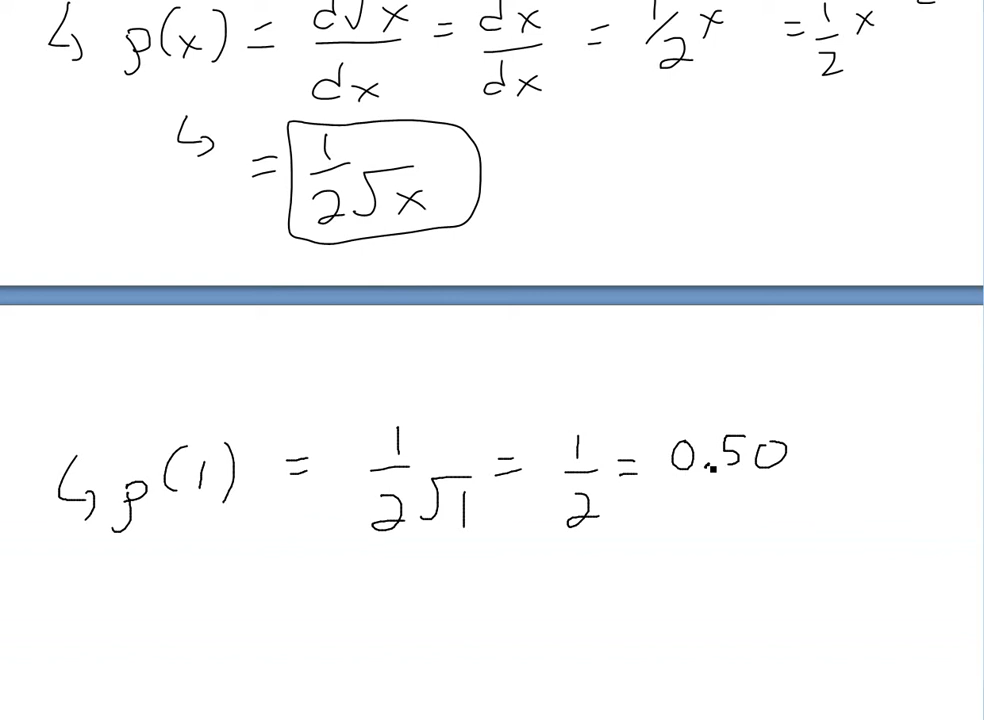 ↳ ρ(x) = d√x/dx = dx/dx = 1/2 x = 1/2 x
↳ = 1/2√x
↳ ρ(1) = 1/2√1 = 1/2 = 0.50